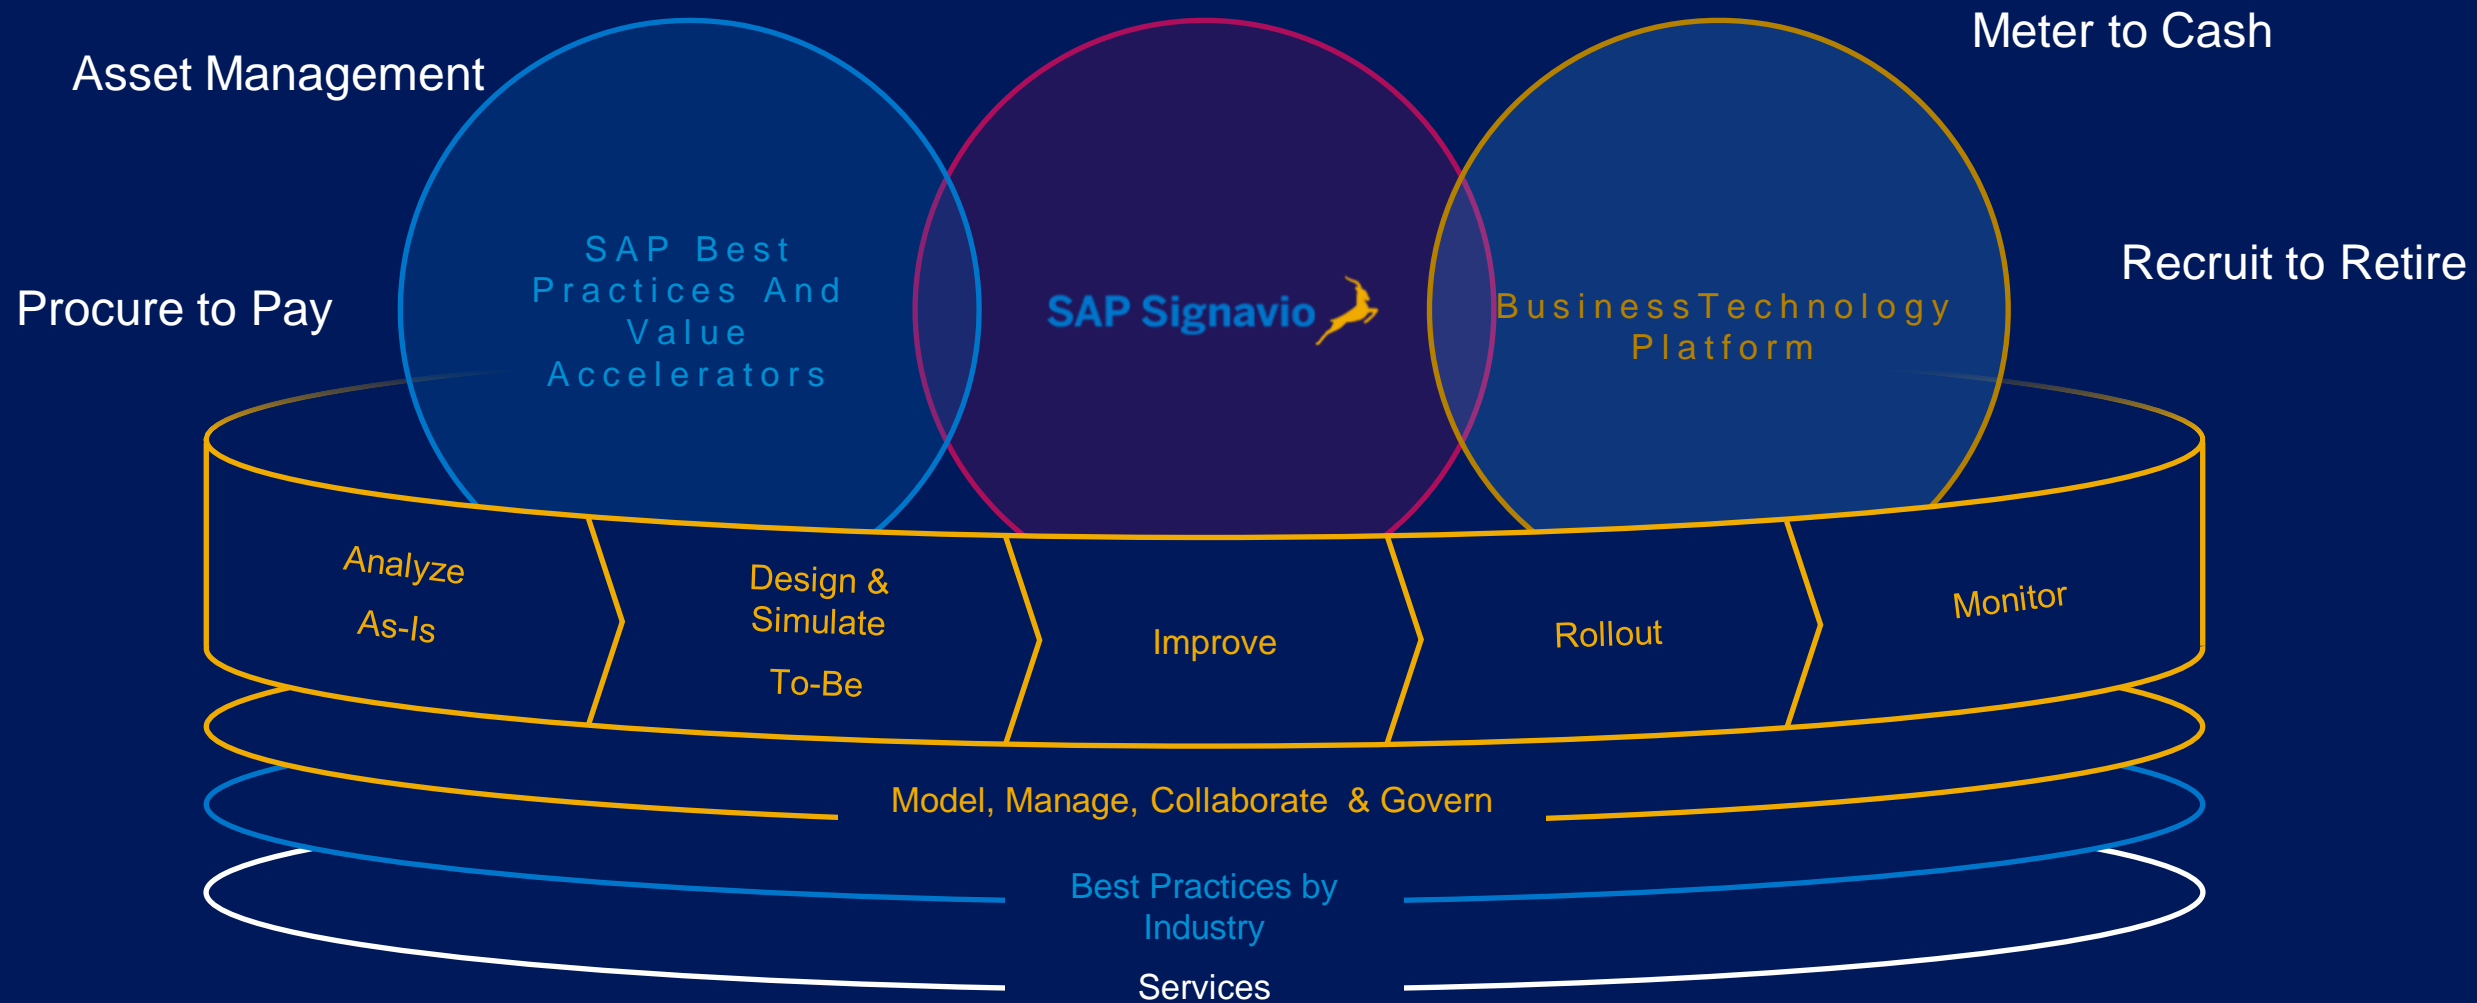 Asset Management
Meter to Cash
Procure to Pay
Recruit to Retire
SAP Best
Practices And
Value
Accelerators
SAP Signavio
BusinessTechnology
Platform
Analyze
As-Is
Design &
Simulate
To-Be
Improve
Rollout
Monitor
Model, Manage, Collaborate & Govern
Best Practices by
Industry
Services